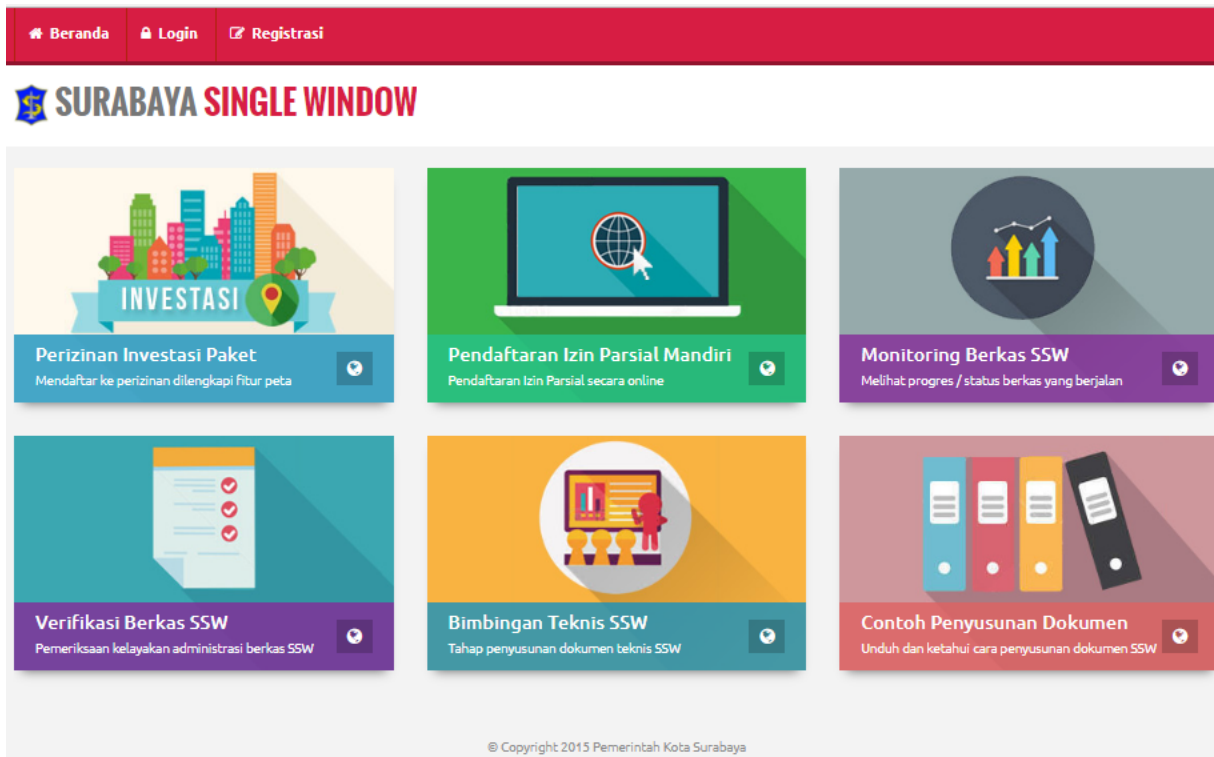 Beranda Login Registrasi
SURABAYA SINGLE WINDOW
INVESTASI
Perizinan Investasi Paket
Mendaftar ke perizinan dilengkapi fitur peta
Pendaftaran Izin Parsial Mandiri
Pendaftaran Izin Parsial secara online
Monitoring Berkas SSW
Melihat progres / status berkas yang berjalan
Verifikasi Berkas SSW
Pemeriksaan kelayakan administrasi berkas SSW
Bimbingan Teknis SSW
Tahap penyusunan dokumen teknis SSW
Contoh Penyusunan Dokumen
Unduh dan ketahui cara penyusunan dokumen SSW
© Copyright 2015 Pemerintah Kota Surabaya